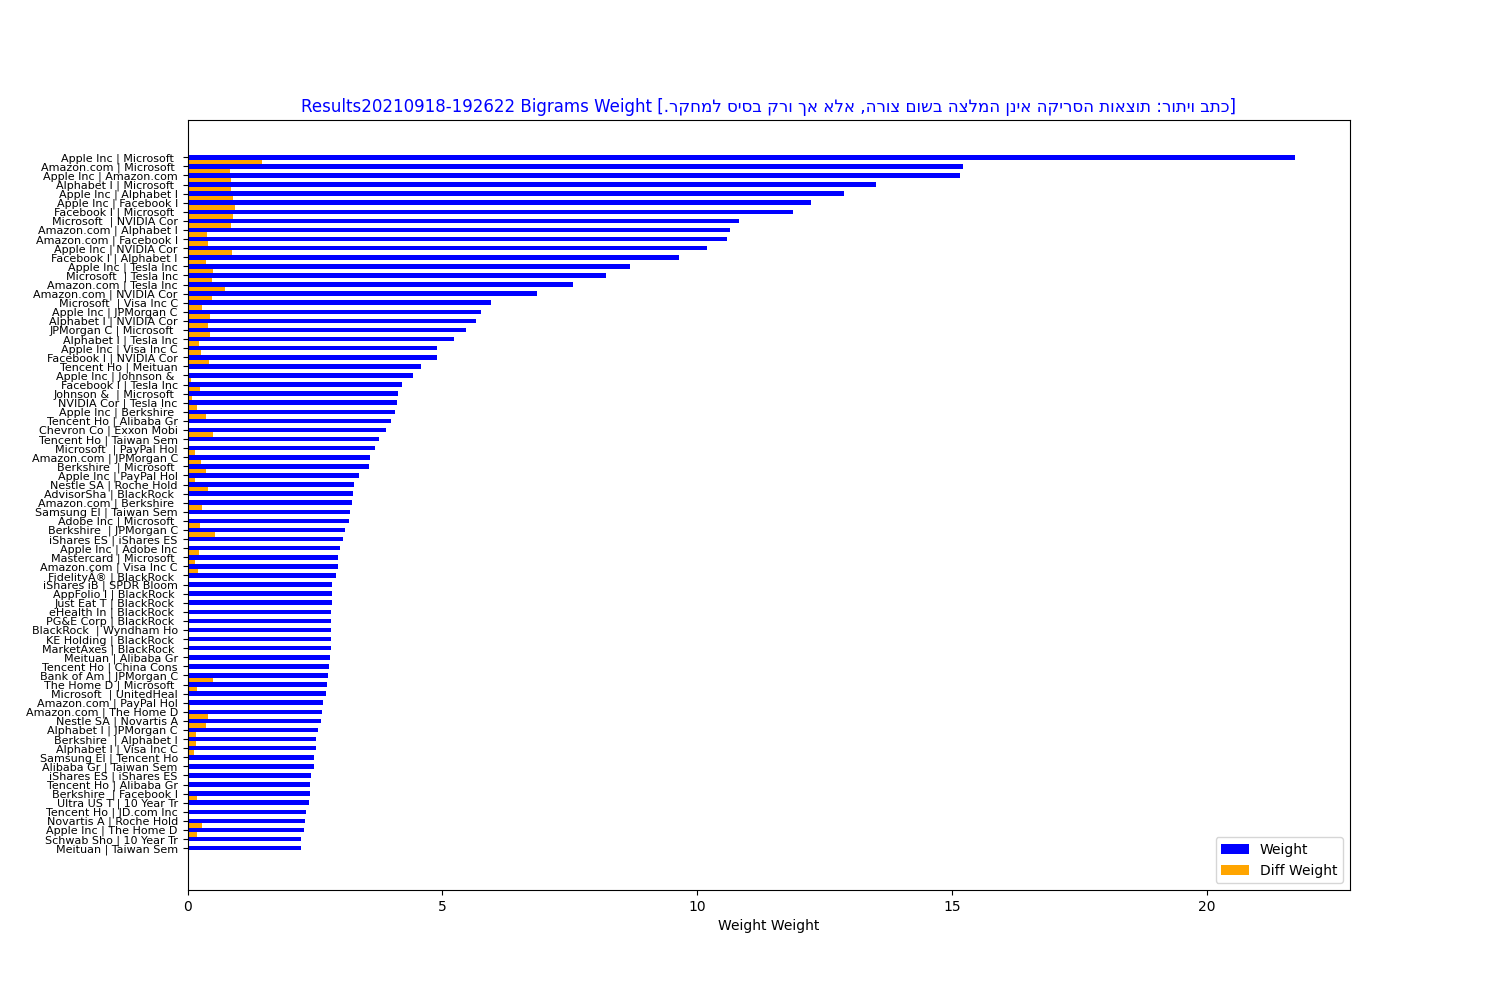 Results20210918-192622 Bigrams Weight [כתב ויתור: תוצאות הסריקה אינן המלצה בשום צורה, אלא אך ורק בסיס למחקר.]
Apple Inc | Microsoft
Amazon.com | Microsoft
Apple Inc | Amazon.com
Alphabet I | Microsoft
Apple Inc | Alphabet I
Apple Inc | Facebook I
Facebook I | Microsoft
Microsoft | NVIDIA Cor
Amazon.com | Alphabet I
Amazon.com | Facebook I
Apple Inc | NVIDIA Cor
Facebook I | Alphabet I
Apple Inc | Tesla Inc
Microsoft | Tesla Inc
Amazon.com | Tesla Inc
Amazon.com | NVIDIA Cor
Microsoft | Visa Inc C
Apple Inc | JPMorgan C
Alphabet I | NVIDIA Cor
JPMorgan C | Microsoft
Alphabet I | Tesla Inc
Apple Inc | Visa Inc C
Facebook I | NVIDIA Cor
Tencent Ho | Meituan
Apple Inc | Johnson &
Facebook I | Tesla Inc
Johnson & | Microsoft
NVIDIA Cor | Tesla Inc
Apple Inc | Berkshire
Tencent Ho | Alibaba Gr
Chevron Co | Exxon Mobi
Tencent Ho | Taiwan Sem
Microsoft | PayPal Hol
Amazon.com | JPMorgan C
Berkshire | Microsoft
Apple Inc | PayPal Hol
Nestle SA | Roche Hold
AdvisorSha | BlackRock
Amazon.com | Berkshire
Samsung El | Taiwan Sem
Adobe Inc | Microsoft
Berkshire | JPMorgan C
iShares ES | iShares ES
Apple Inc | Adobe Inc
Mastercard | Microsoft
Amazon.com | Visa Inc C
FidelityÂ® | BlackRock
iShares iB | SPDR Bloom
AppFolio I | BlackRock
Just Eat T | BlackRock
eHealth In | BlackRock
PG&E Corp | BlackRock
BlackRock | Wyndham Ho
KE Holding | BlackRock
MarketAxes | BlackRock
Meituan | Alibaba Gr
Tencent Ho | China Cons
Bank of Am | JPMorgan C
The Home D | Microsoft
Microsoft | UnitedHeal
Amazon.com | PayPal Hol
Amazon.com | The Home D
Nestle SA | Novartis A
Alphabet I | JPMorgan C
Berkshire | Alphabet I
Alphabet I | Visa Inc C
Samsung El | Tencent Ho
Alibaba Gr | Taiwan Sem
iShares ES | iShares ES
Tencent Ho | Alibaba Gr
Berkshire | Facebook I
Ultra US T | 10 Year Tr
Tencent Ho | JD.com Inc
Novartis A | Roche Hold
Apple Inc | The Home D
Schwab Sho | 10 Year Tr
Meituan | Taiwan Sem
Weight
Diff Weight
0 5 10 15 20
Weight Weight